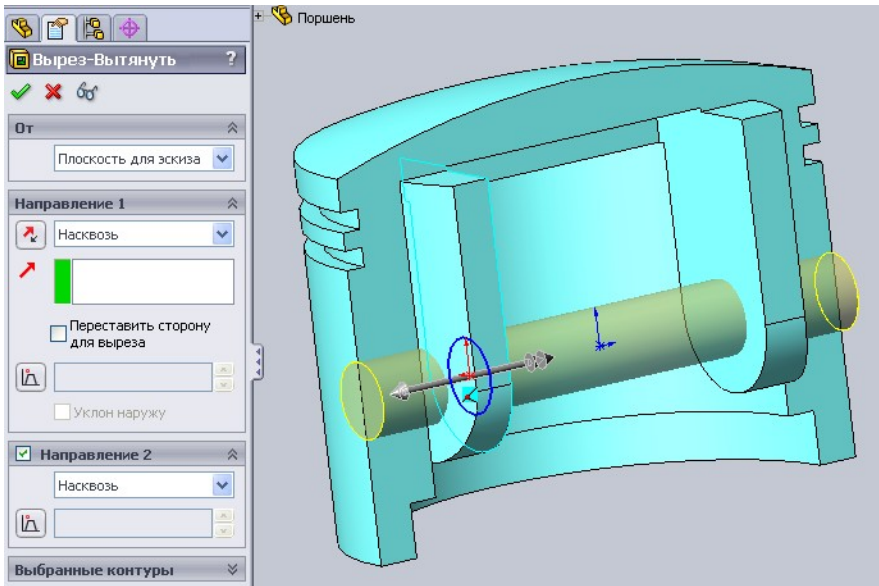 Поршень
Вырез-Вытянуть ?
От
Плоскость для эскиза
Направление 1
Насквозь
Переставить сторону
для выреза
Уклон наружу
Направление 2
Насквозь
Выбранные контуры